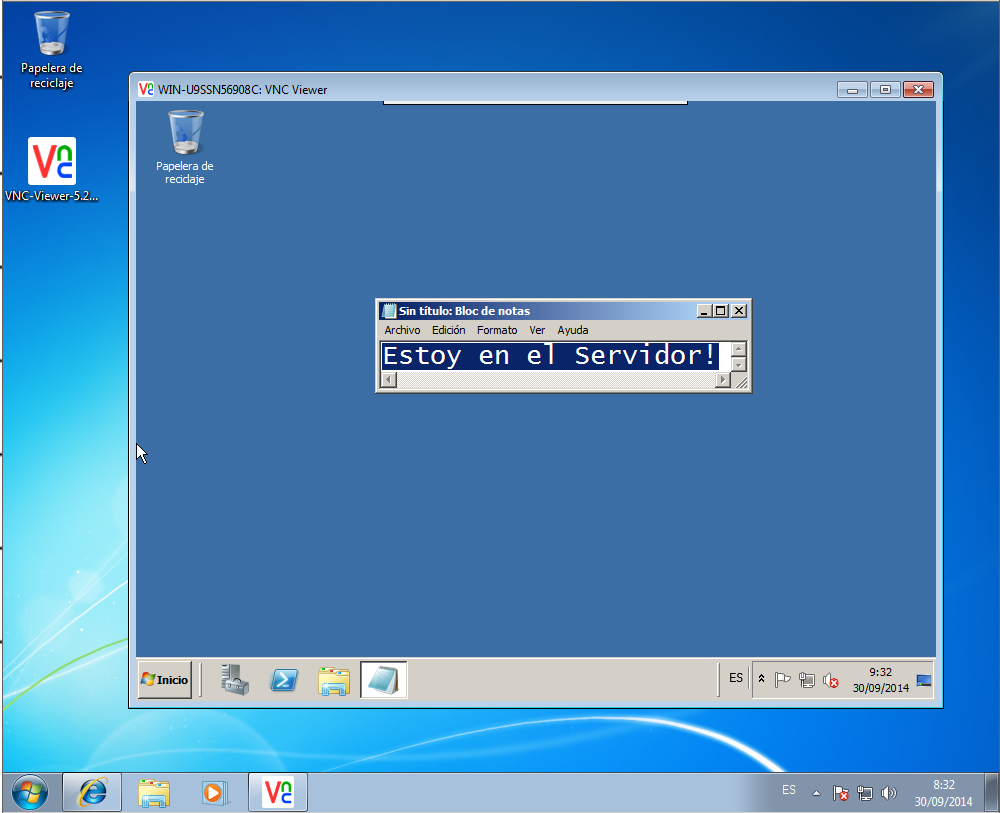 Papelera de
reciclaje
VNC-Viewer-5.2...
WIN-U9SSN56908C: VNC Viewer
Papelera de
reciclaje
Sin título: Bloc de notas
Archivo Edición Formato Ver Ayuda
Estoy en el Servidor!
Inicio
ES
9:32
30/09/2014
ES
8:32
30/09/2014